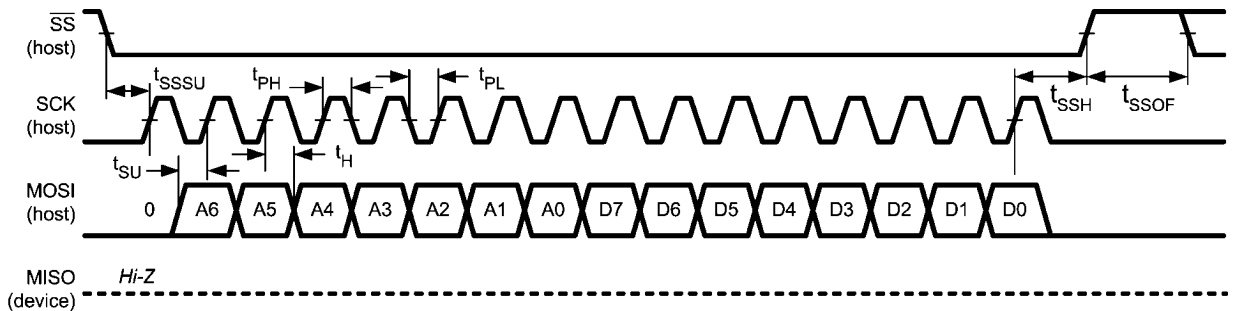 SS
(host)
tSSSU
tPH
tPL
tSSH
tSSOF
SCK
(host)
tSU
tH
MOSI
(host)
0 A6 A5 A4 A3 A2 A1 A0 D7 D6 D5 D4 D3 D2 D1 D0
MISO
(device)
Hi-Z